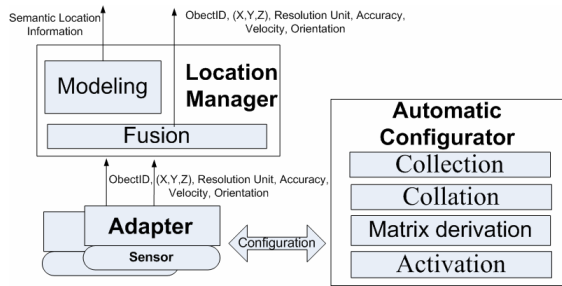 Semantic Location
Information
ObectID, (X,Y,Z), Resolution Unit, Accuracy,
Velocity, Orientation
Modeling
Location
Manager
Fusion
ObectID, (X,Y,Z), Resolution Unit, Accuracy,
Velocity, Orientation
Adapter
Sensor
Configuration
Automatic
Configurator
Collection
Collation
Matrix derivation
Activation